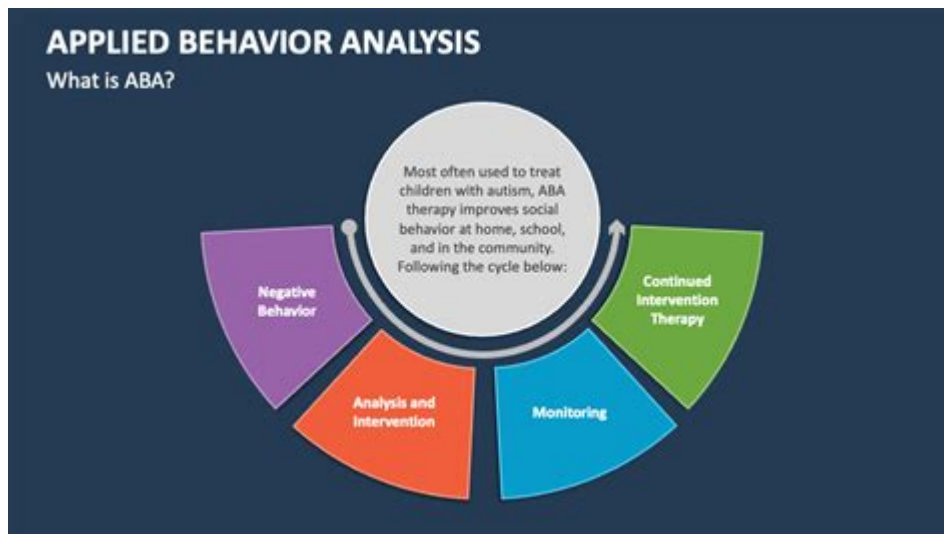 APPLIED BEHAVIOR ANALYSIS
What is ABA?
Most often used to treat
children with autism, ABA
therapy improves social
behavior at home, school,
and in the community.
Following the cycle below:
Negative
Behavior
Analysis and
Intervention
Monitoring
Continued
Intervention
Therapy